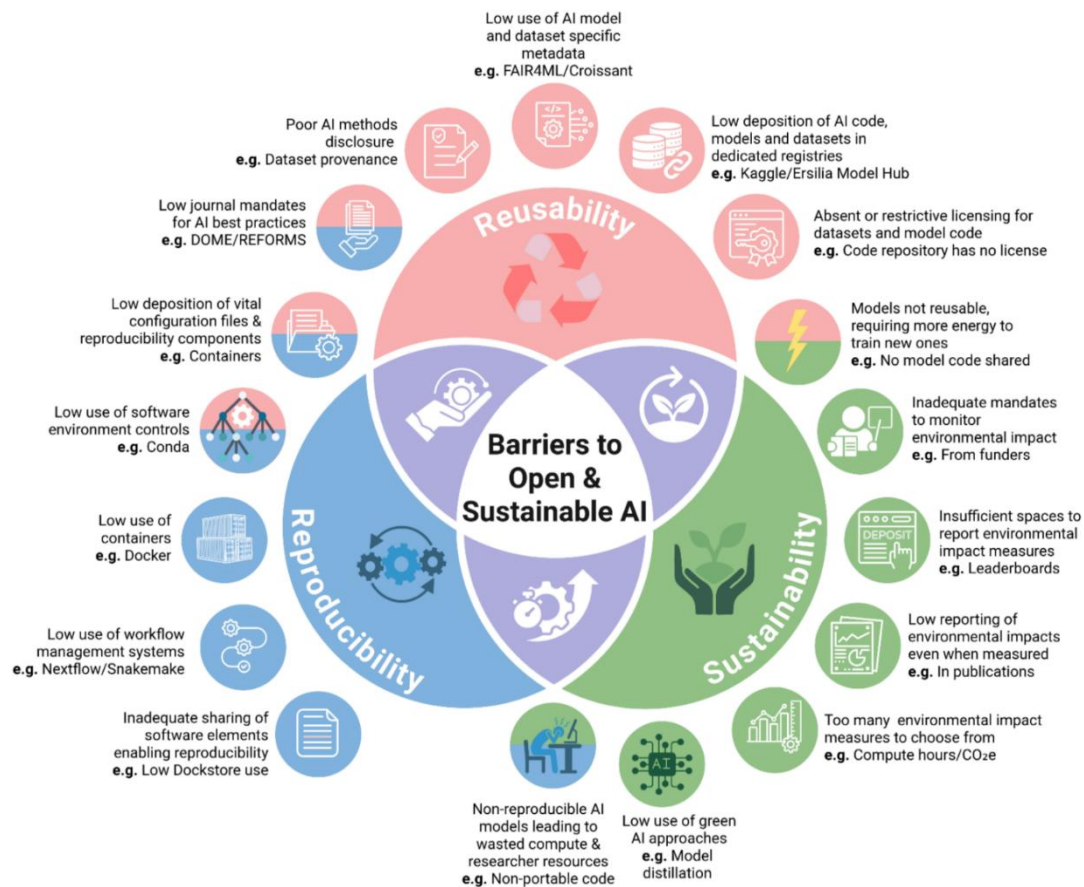 Low use of AI model
and dataset specific
metadata
e.g. FAIR4ML/Croissant
Poor AI methods
disclosure
e.g. Dataset provenance
Low deposition of AI code,
models and datasets in
dedicated registries
e.g. Kaggle/Ersilia Model Hub
Low journal mandates
for AI best practices
e.g. DOME/REFORMS
Absent or restrictive licensing for
datasets and model code
e.g. Code repository has no license
Reusability
Low deposition of vital
configuration files &
reproducibility components
e.g. Containers
Models not reusable,
requiring more energy to
train new ones
e.g. No model code shared
Low use of software
environment controls
e.g. Conda
Inadequate mandates
to monitor
environmental impact
e.g. From funders
Barriers to
Open &
Sustainable AI
Reproducibility
Sustainability
Low use of
containers
e.g. Docker
DEPOSIT
Insufficient spaces to
report environmental
impact measures
e.g. Leaderboards
Low use of workflow
management systems
e.g. Nextflow/Snakemake
Low reporting of
environmental impacts
even when measured
e.g. In publications
Inadequate sharing of
software elements
enabling reproducibility
e.g. Low Dockstore use
Too many environmental impact
measures to choose from
e.g. Compute hours/CO₂e
AI
Non-reproducible AI
models leading to
wasted compute &
researcher resources
e.g. Non-portable code
Low use of green
AI approaches
e.g. Model
distillation